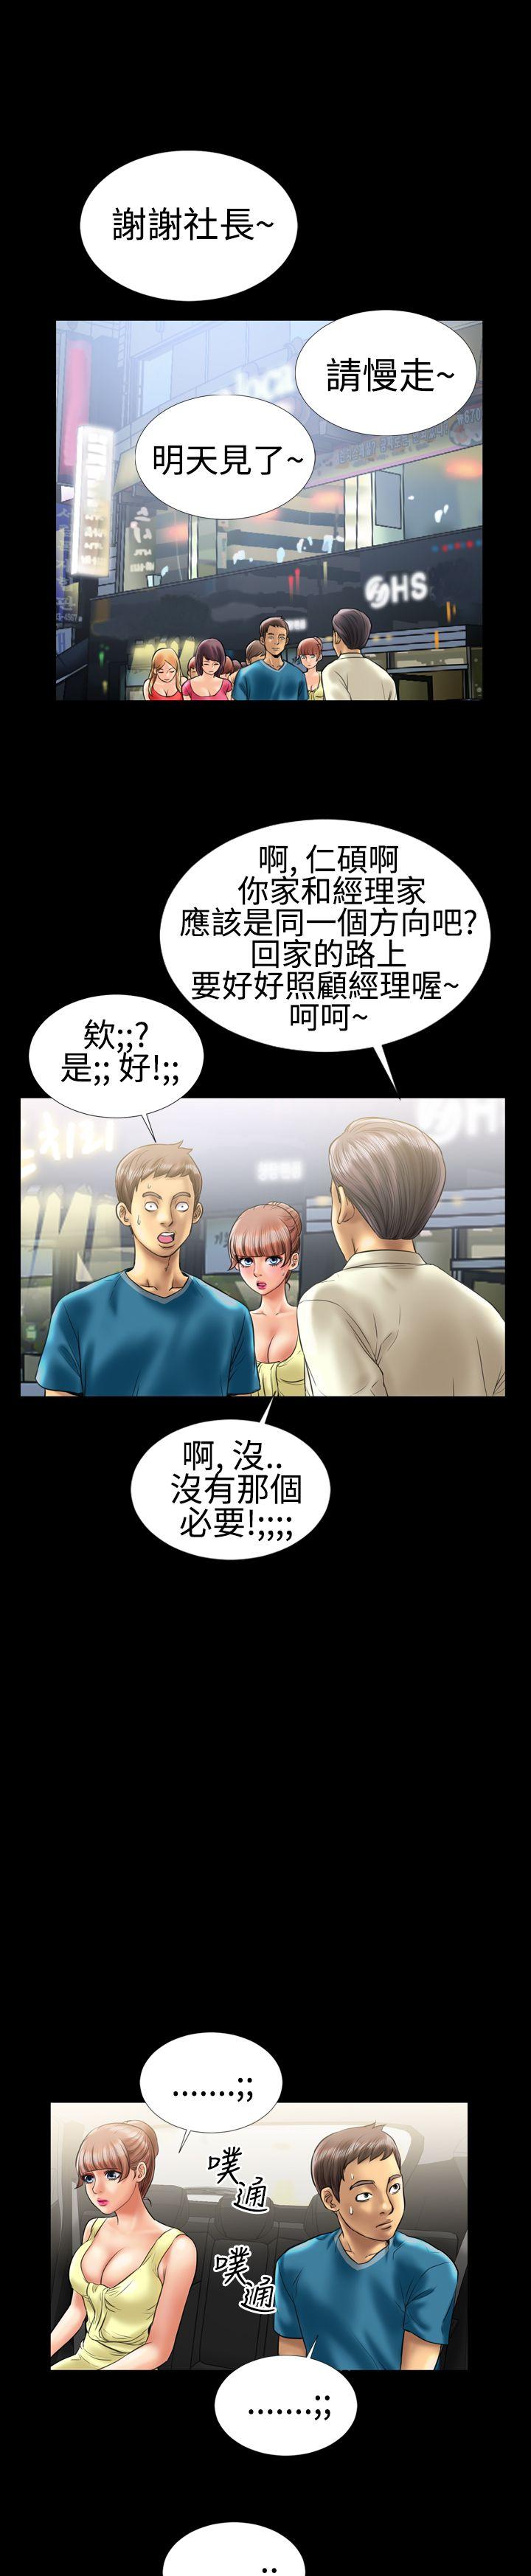 謝謝社長~
請慢走~
明天見了~
HS
啊, 仁碩啊
你家和經理家
應該是同一個方向吧?
回家的路上
要好好照顧經理喔~
呵呵~
欸;;?
是;; 好!;;
HS
啊, 沒..
沒有那個
必要!;;;;
.......;;
噗
通
噗
通
.......;;